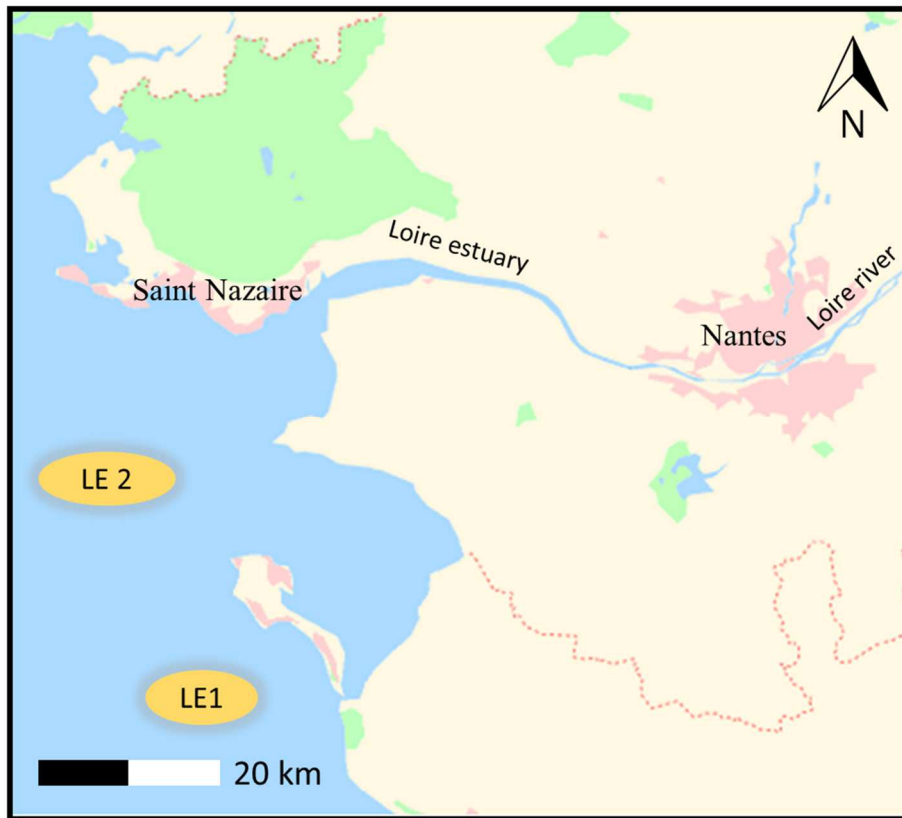 N
Loire estuary
Saint Nazaire
Loire river
Nantes
LE 2
LE1
20 km